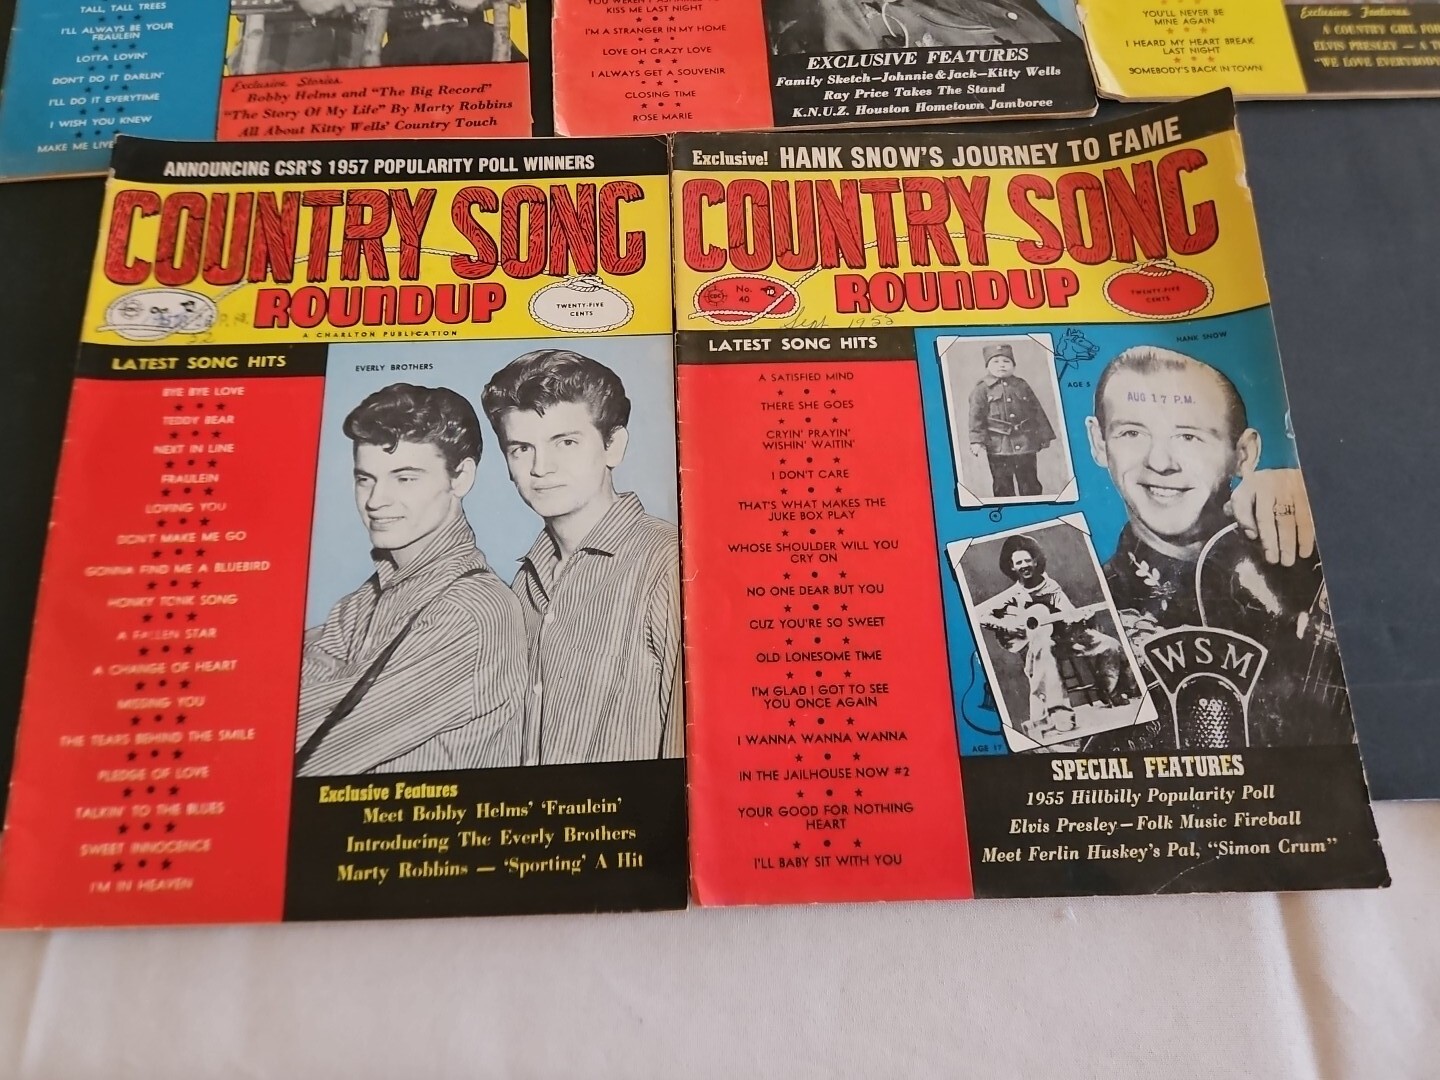 TALL, TALL TREES
I'LL ALWAYS BE YOUR
FRAULEIN
LOTTA LOVIN'
DON'T DO IT DARLIN'
I'LL DO IT EVERYTIME
I WISH YOU KNEW
MAKE ME LIVE
Exclusive Stories
Bobby Helms and "The Big Record"
"The Story Of My Life" By Marty Robbins
All About Kitty Wells' Country Touch
KISS ME LAST NIGHT
I'M A STRANGER IN MY HOME
LOVE OH CRAZY LOVE
I ALWAYS GET A SOUVENIR
CLOSING TIME
ROSE MARIE
EXCLUSIVE FEATURES
Family Sketch—Johnnie & Jack—Kitty Wells
Ray Price Takes The Stand
K.N.U.Z. Houston Hometown Jamboree
YOU'LL NEVER BE
MINE AGAIN
I HEARD MY HEART BREAK
LAST NIGHT
SOMEBODY'S BACK IN TOWN
Exclusive Features
A COUNTRY GIRL FOR
ELVIS PRESLEY — A
"WE LOVE EVERYBODY
ANNOUNCING CSR'S 1957 POPULARITY POLL WINNERS
COUNTRY SONG
ROUNDUP
TWENTY-FIVE
CENTS
A CHARLTON PUBLICATION
LATEST SONG HITS
BYE BYE LOVE
TEDDY BEAR
NEXT IN LINE
FRAULEIN
LOVING YOU
DON'T MAKE ME GO
GONNA FIND ME A BLUEBIRD
HONKY TONK SONG
A FALLEN STAR
A CHANGE OF HEART
MISSING YOU
THE TEARS BEHIND THE SMILE
PLEDGE OF LOVE
TALKIN' TO THE BLUES
SWEET INNOCENCE
I'M IN HEAVEN
EVERLY BROTHERS
Exclusive Features
Meet Bobby Helms' 'Fraulein'
Introducing The Everly Brothers
Marty Robbins — 'Sporting' A Hit
Exclusive! HANK SNOW'S JOURNEY TO FAME
COUNTRY SONG
ROUNDUP
CDC
No.
40
TWENTY-FIVE
CENTS
Sept 1955
LATEST SONG HITS
A SATISFIED MIND
THERE SHE GOES
CRYIN' PRAYIN'
WISHIN' WAITIN'
I DON'T CARE
THAT'S WHAT MAKES THE
JUKE BOX PLAY
WHOSE SHOULDER WILL YOU
CRY ON
NO ONE DEAR BUT YOU
CUZ YOU'RE SO SWEET
OLD LONESOME TIME
I'M GLAD I GOT TO SEE
YOU ONCE AGAIN
I WANNA WANNA WANNA
IN THE JAILHOUSE NOW #2
YOUR GOOD FOR NOTHING
HEART
I'LL BABY SIT WITH YOU
HANK SNOW
AGE 5
AUG 17 P.M.
WSM
AGE 17
SPECIAL FEATURES
1955 Hillbilly Popularity Poll
Elvis Presley—Folk Music Fireball
Meet Ferlin Huskey's Pal, "Simon Crum"